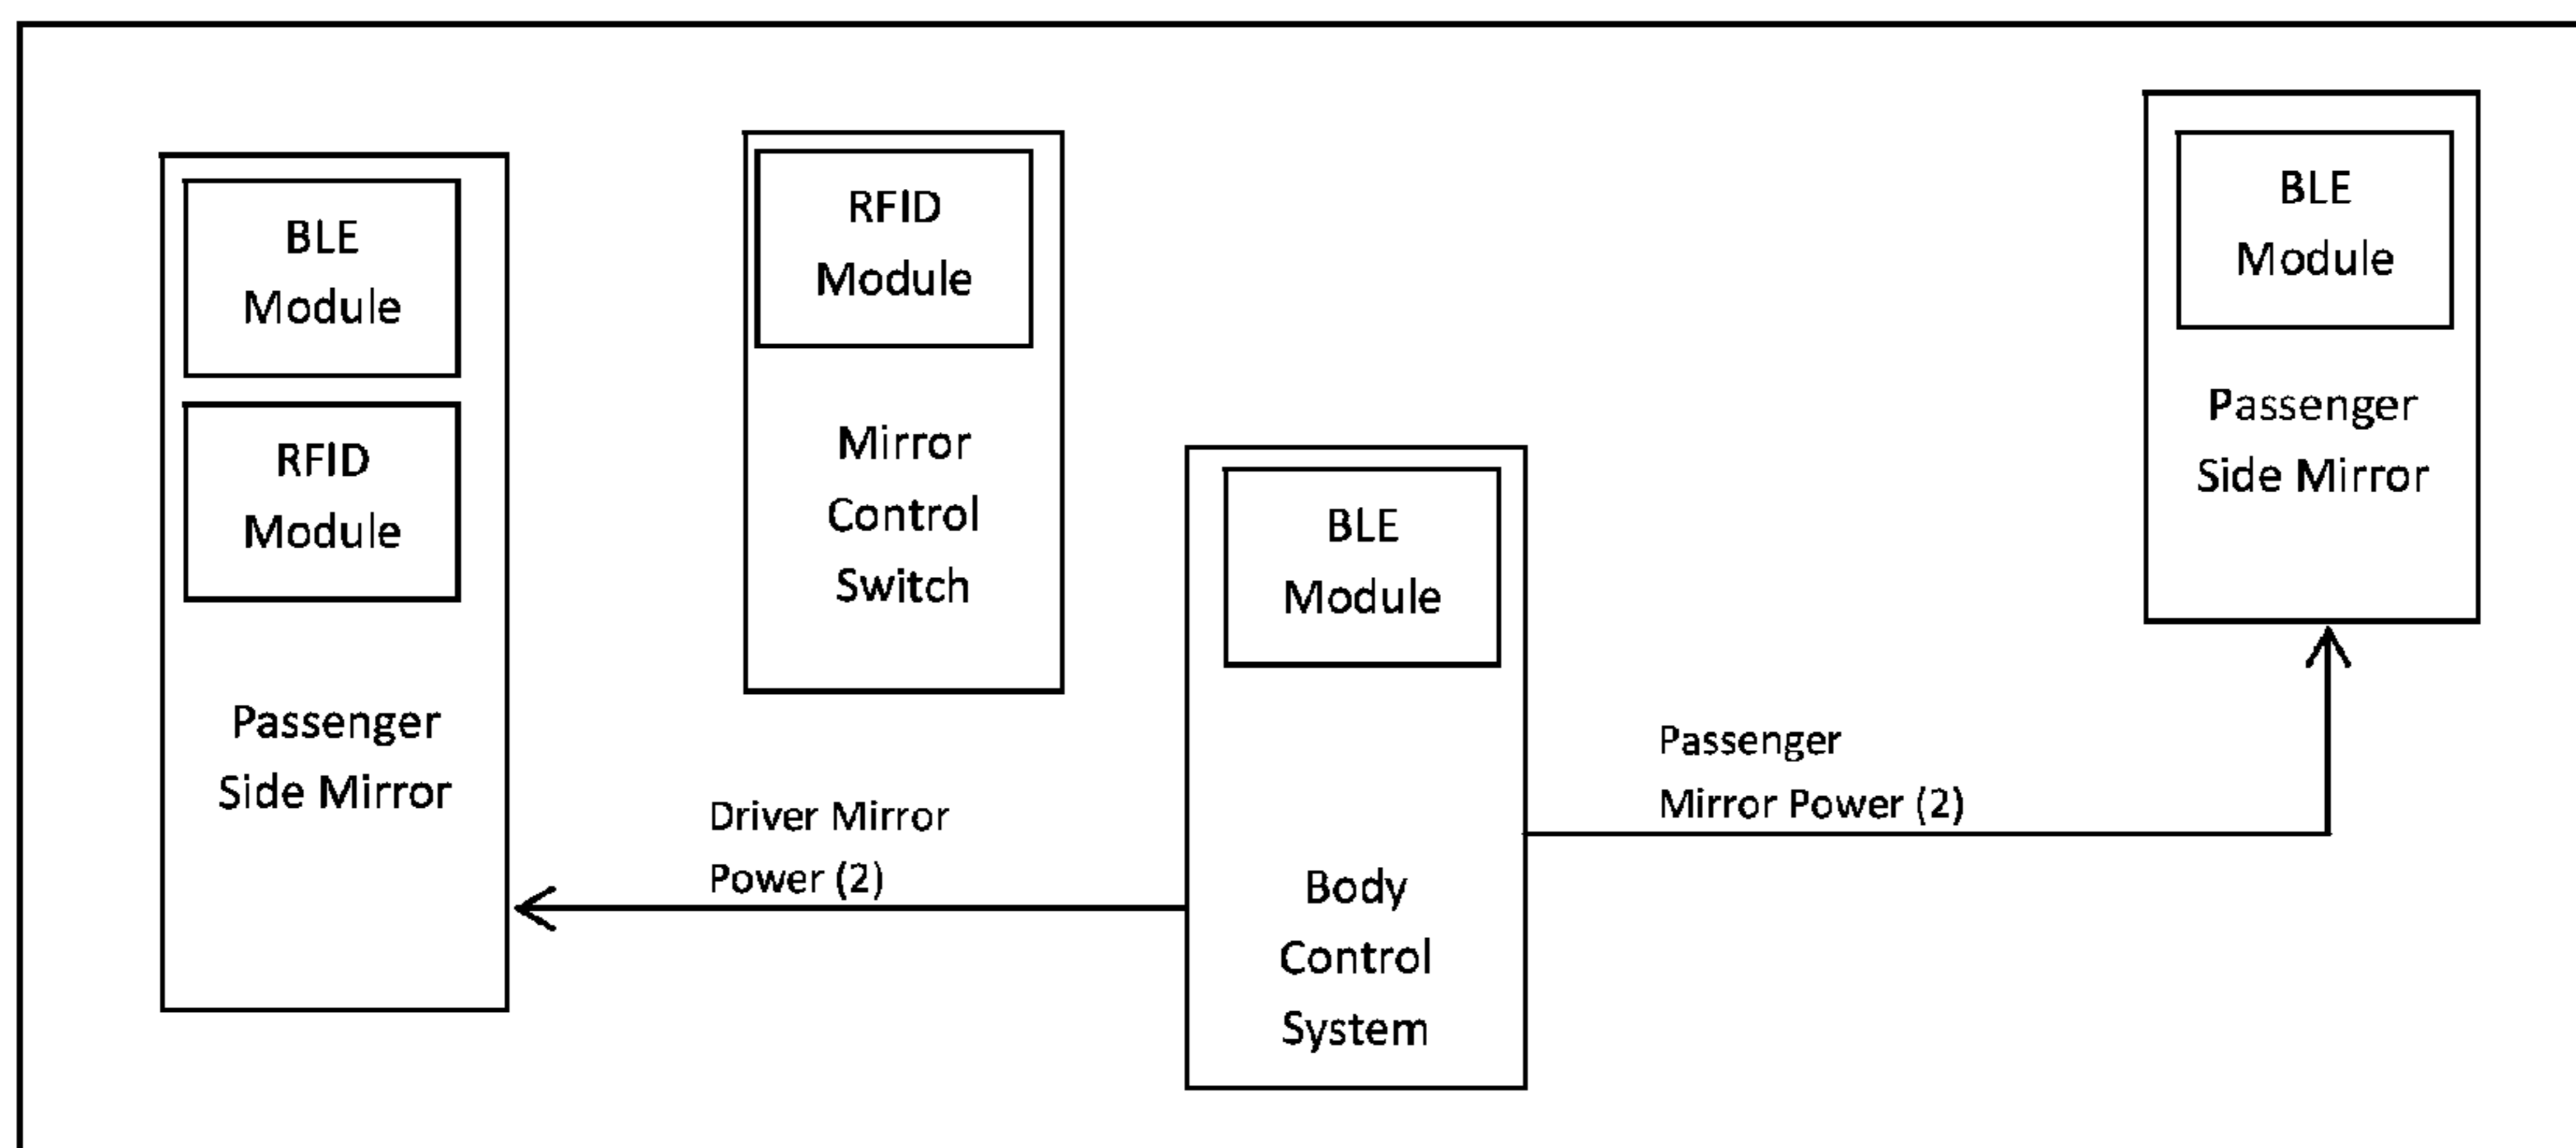 BLE
Module
RFID
Module
Passenger
Side Mirror
RFID
Module
Mirror
Control
Switch
Driver Mirror
Power (2)
BLE
Module
Body
Control
System
Passenger
Mirror Power (2)
BLE
Module
Passenger
Side Mirror